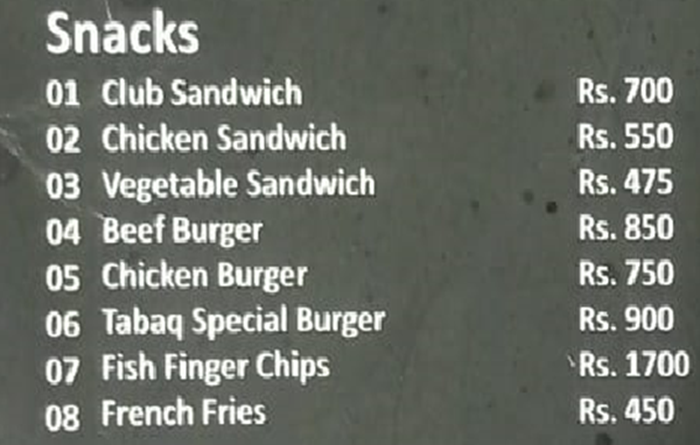 Snacks
01 Club Sandwich Rs. 700
02 Chicken Sandwich Rs. 550
03 Vegetable Sandwich Rs. 475
04 Beef Burger Rs. 850
05 Chicken Burger Rs. 750
06 Tabaq Special Burger Rs. 900
07 Fish Finger Chips Rs. 1700
08 French Fries Rs. 450